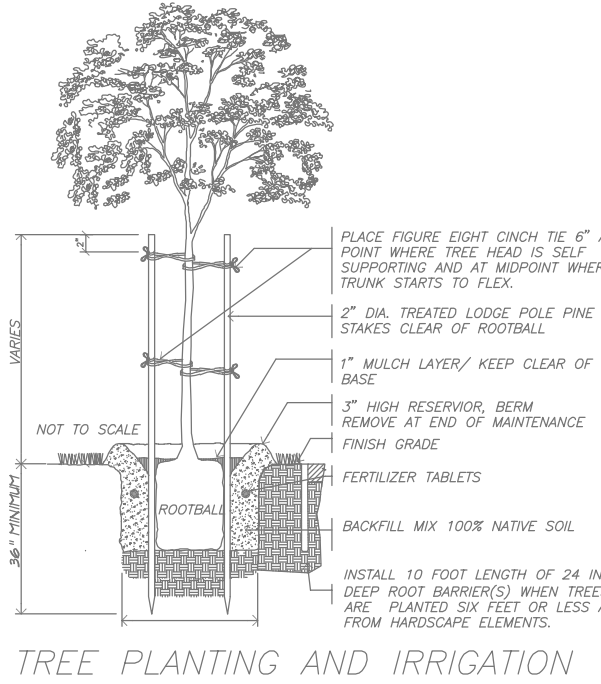 2"
PLACE FIGURE EIGHT CINCH TIE 6"
POINT WHERE TREE HEAD IS SELF
SUPPORTING AND AT MIDPOINT WHER
TRUNK STARTS TO FLEX.
2" DIA. TREATED LODGE POLE PINE
STAKES CLEAR OF ROOTBALL
VARIES
1" MULCH LAYER/ KEEP CLEAR OF
BASE
3" HIGH RESERVIOR, BERM
REMOVE AT END OF MAINTENANCE
NOT TO SCALE
FINISH GRADE
FERTILIZER TABLETS
ROOTBALL
36" MINIMUM
BACKFILL MIX 100% NATIVE SOIL
INSTALL 10 FOOT LENGTH OF 24 IN
DEEP ROOT BARRIER(S) WHEN TREES
ARE PLANTED SIX FEET OR LESS
FROM HARDSCAPE ELEMENTS.
TREE PLANTING AND IRRIGATION